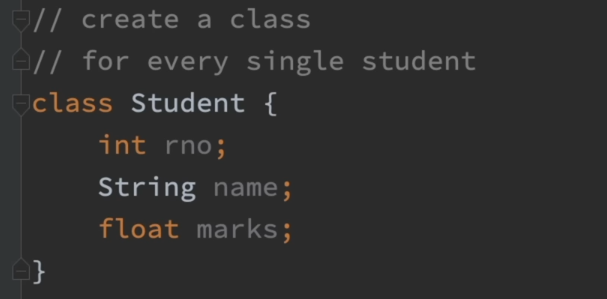 // create a class
// for every single student
class Student {
    int rno;
    String name;
    float marks;
}